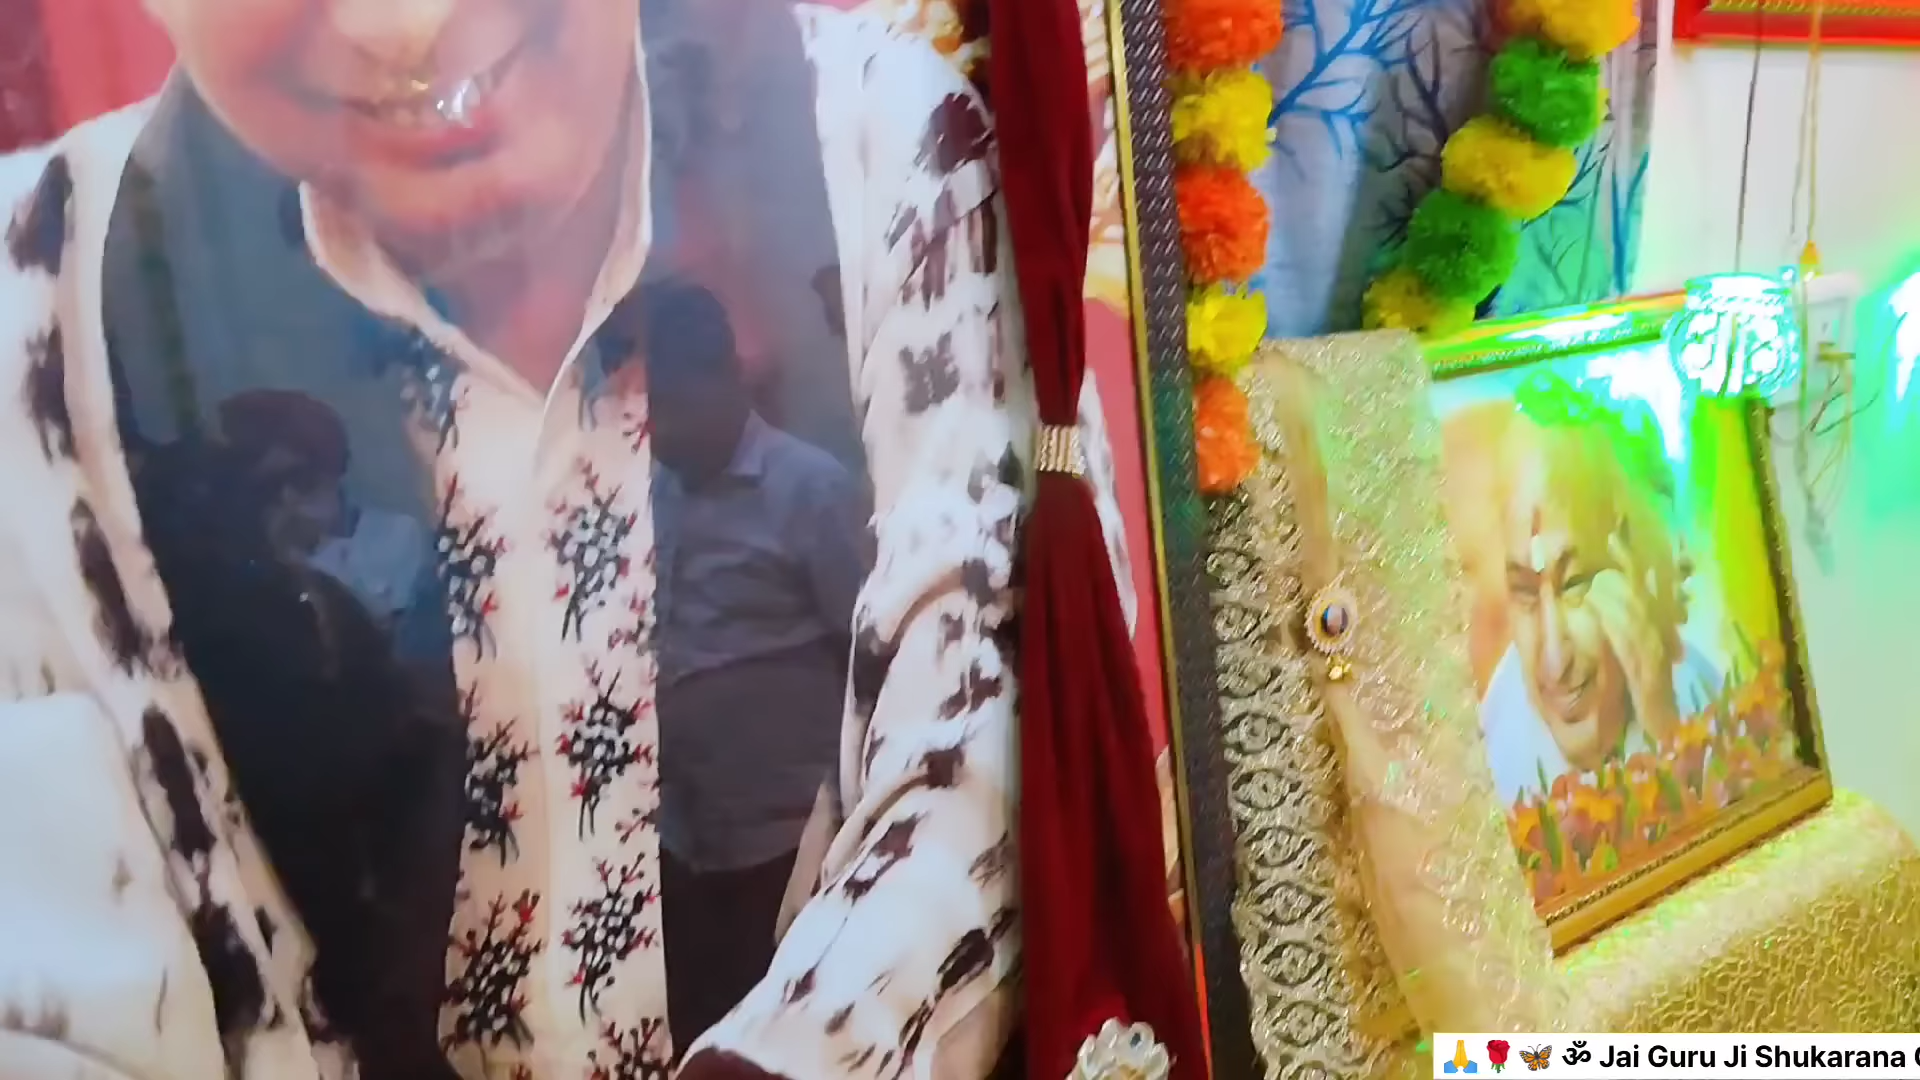 🙏🌹🦋 ॐ Jai Guru Ji Shukarana